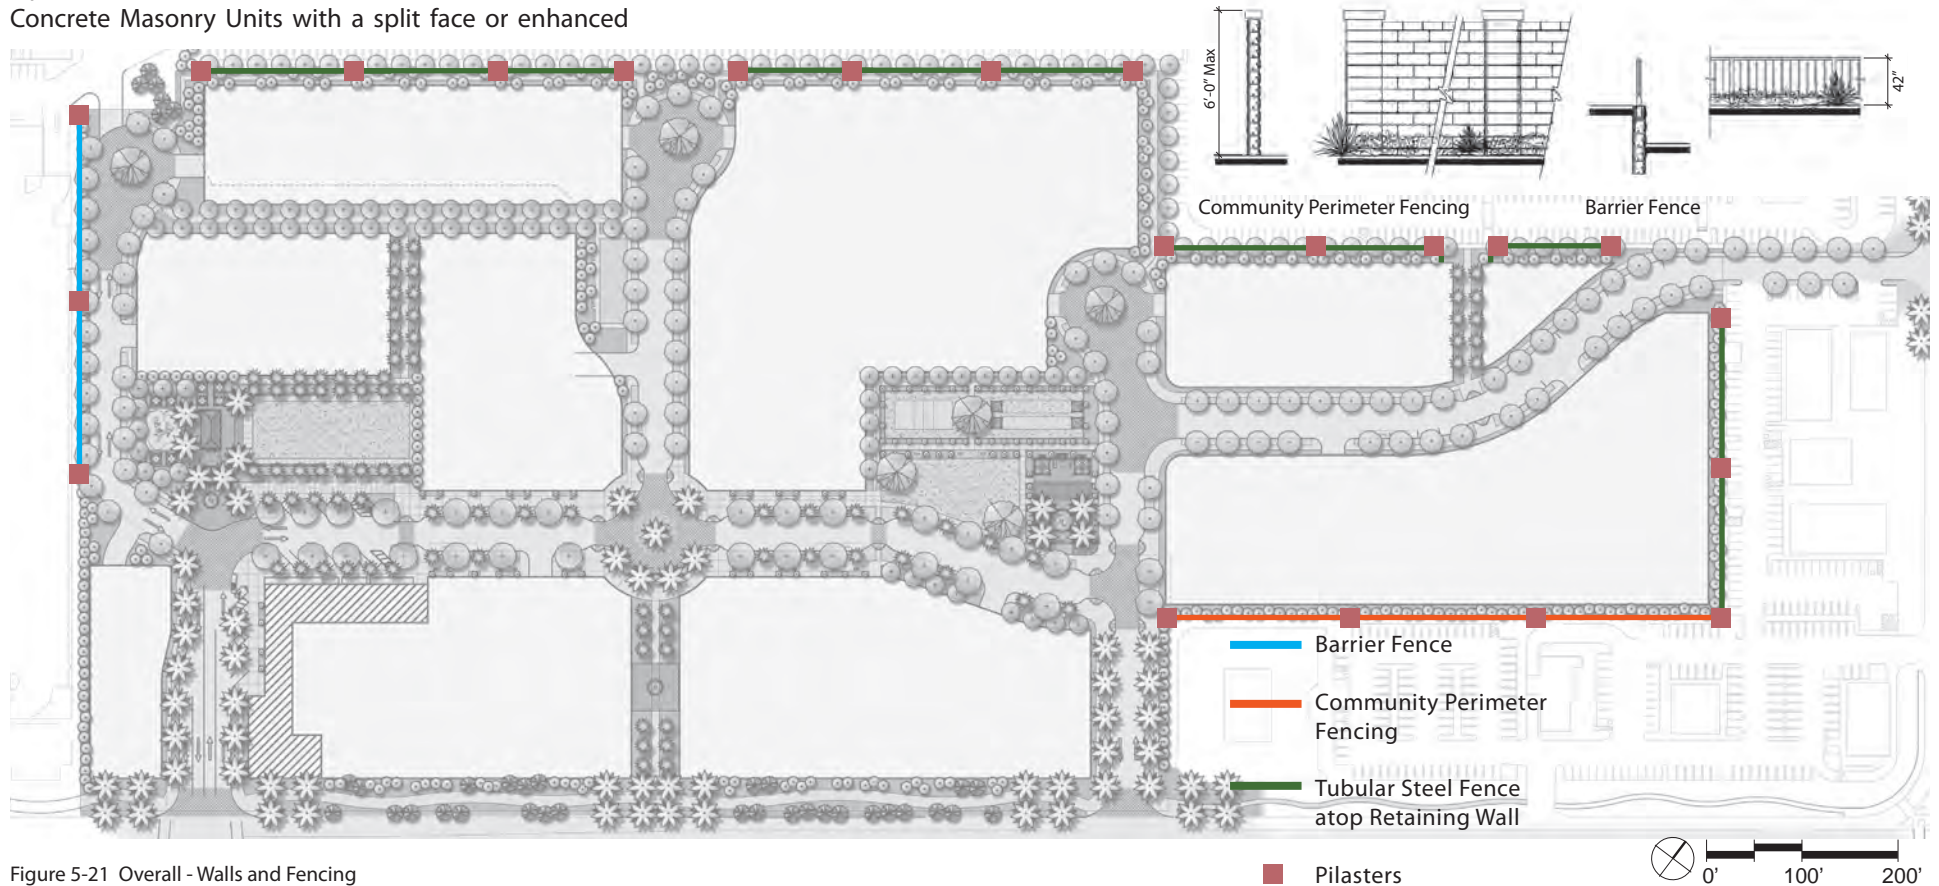 Concrete Masonry Units with a split face or enhanced
6'-0" Max
42"
Community Perimeter Fencing
Barrier Fence
Barrier Fence
Community Perimeter
Fencing
Tubular Steel Fence
atop Retaining Wall
Pilasters
0' 100' 200'
Figure 5-21 Overall - Walls and Fencing